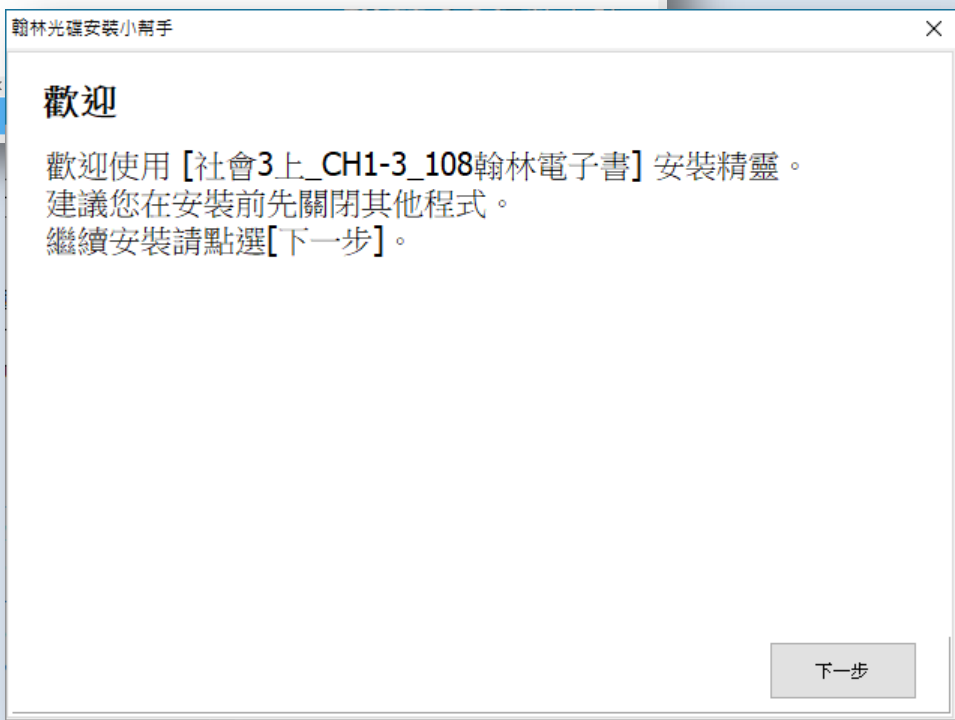 翰林光碟安裝小幫手
歡迎
歡迎使用 [社會3上_CH1-3_108翰林電子書] 安裝精靈。
建議您在安裝前先關閉其他程式。
繼續安裝請點選[下一步]。
下一步